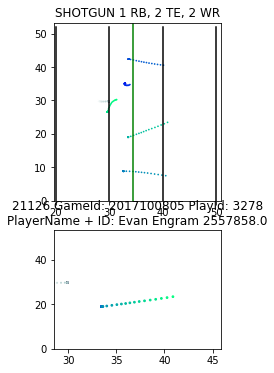 SHOTGUN 1 RB, 2 TE, 2 WR
50
40
30
20
10
0
20 30 40 50
21126 GameId: 2017100805 PlayId: 3278
PlayerName + ID: Evan Engram 2557858.0
40
20
0
30 35 40 45